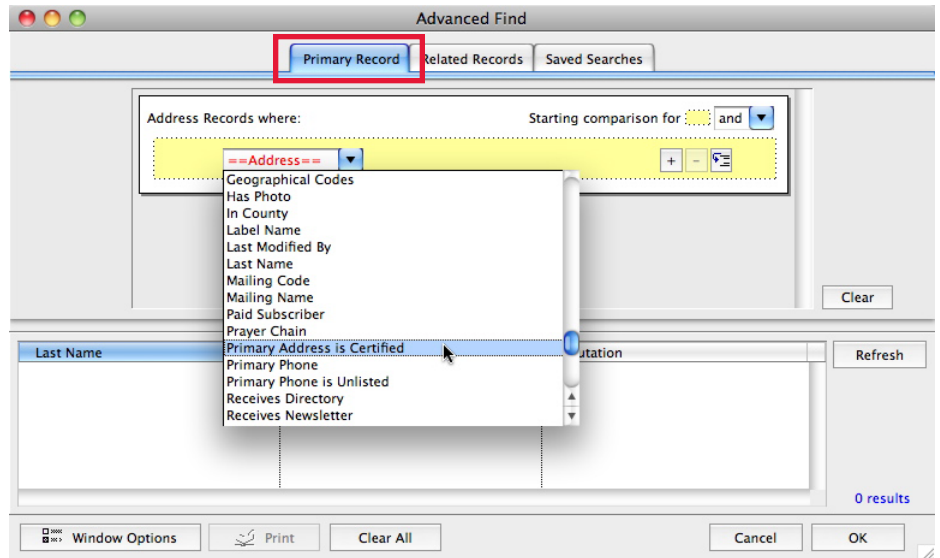 Advanced Find
Primary Record Related Records Saved Searches
Address Records where: Starting comparison for and
==Address== + –
Geographical Codes
Has Photo
In County
Label Name
Last Modified By
Last Name
Mailing Code
Mailing Name
Paid Subscriber
Prayer Chain
Primary Address is Certified
Primary Phone
Primary Phone is Unlisted
Receives Directory
Receives Newsletter
Clear
Last Name
Refresh
0 results
Window Options Print Clear All Cancel OK